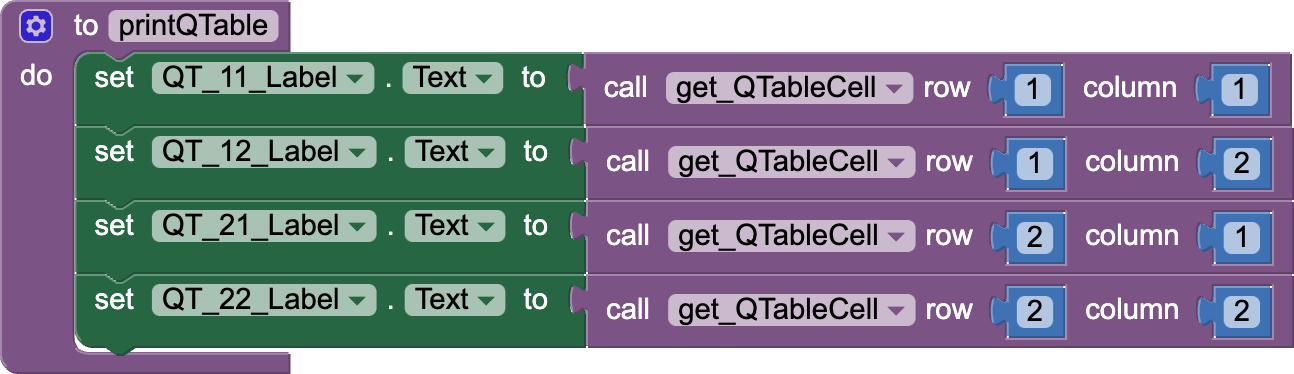 to printQTable
do set QT_11_Label . Text to call get_QTableCell row 1 column 1
set QT_12_Label . Text to call get_QTableCell row 1 column 2
set QT_21_Label . Text to call get_QTableCell row 2 column 1
set QT_22_Label . Text to call get_QTableCell row 2 column 2